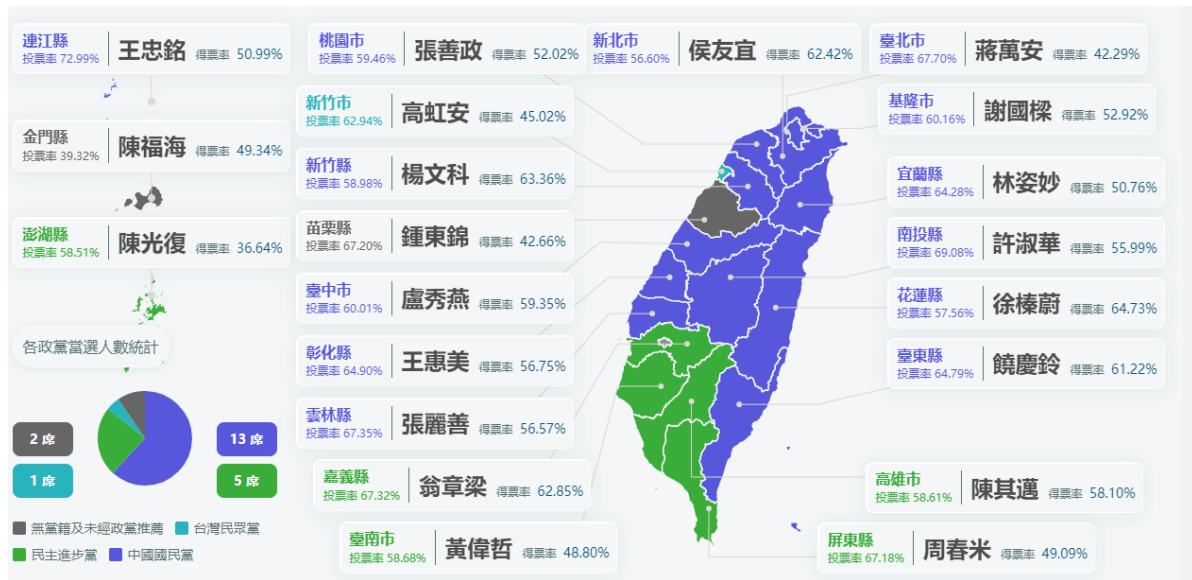 連江縣
投票率 72.99%
王忠銘 得票率 50.99%
桃園市
投票率 59.46%
張善政 得票率 52.02%
新北市
投票率 56.60%
侯友宜 得票率 62.42%
臺北市
投票率 67.70%
蔣萬安 得票率 42.29%
金門縣
投票率 39.32%
陳福海 得票率 49.34%
新竹市
投票率 62.94%
高虹安 得票率 45.02%
基隆市
投票率 60.16%
謝國樑 得票率 52.92%
新竹縣
投票率 58.98%
楊文科 得票率 63.36%
宜蘭縣
投票率 64.28%
林姿妙 得票率 50.76%
澎湖縣
投票率 58.51%
陳光復 得票率 36.64%
苗栗縣
投票率 67.20%
鍾東錦 得票率 42.66%
南投縣
投票率 69.08%
許淑華 得票率 55.99%
臺中市
投票率 60.01%
盧秀燕 得票率 59.35%
花蓮縣
投票率 57.56%
徐榛蔚 得票率 64.73%
各政黨當選人數統計
彰化縣
投票率 64.90%
王惠美 得票率 56.75%
臺東縣
投票率 64.79%
饒慶鈴 得票率 61.22%
雲林縣
投票率 67.35%
張麗善 得票率 56.57%
2 席
13 席
1 席
5 席
嘉義縣
投票率 67.32%
翁章梁 得票率 62.85%
高雄市
投票率 58.61%
陳其邁 得票率 58.10%
臺南市
投票率 58.68%
黃偉哲 得票率 48.80%
屏東縣
投票率 67.18%
周春米 得票率 49.09%
無黨籍及未經政黨推薦 台灣民眾黨
民主進步黨 中國國民黨